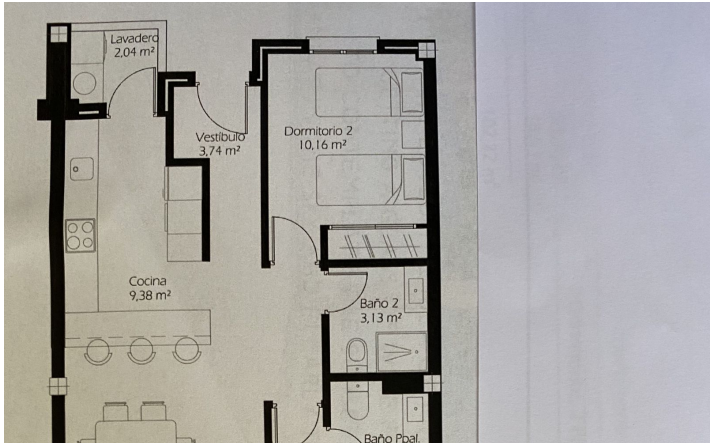 Lavadero
2,04 m²
Vestíbulo
3,74 m²
Dormitorio 2
10,16 m²
Cocina
9,38 m²
Baño 2
3,13 m²
Baño Ppal.